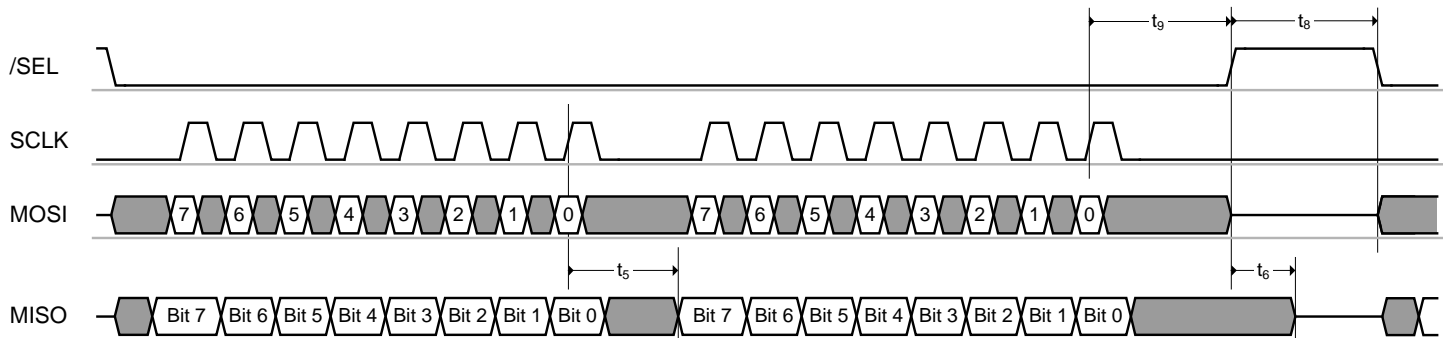 t9 t8
/SEL
SCLK
MOSI 7 6 5 4 3 2 1 0 7 6 5 4 3 2 1 0
t5 t6
MISO Bit 7 Bit 6 Bit 5 Bit 4 Bit 3 Bit 2 Bit 1 Bit 0 Bit 7 Bit 6 Bit 5 Bit 4 Bit 3 Bit 2 Bit 1 Bit 0